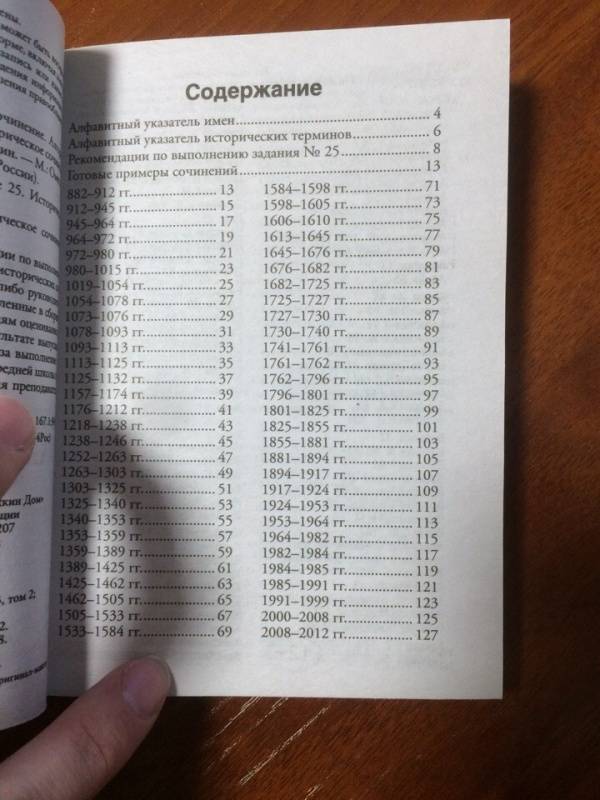 ены.
может быть
форме, включая
запись или
Содержание
Алфавитный указатель имен 4
Алфавитный указатель исторических терминов 6
Рекомендации по выполнению задания № 25 8
Готовые примеры сочинений 13
882–912 гг. 13
912–945 гг. 15
945–964 гг. 17
964–972 гг. 19
972–980 гг. 21
980–1015 гг. 23
1019–1054 гг. 25
1054–1078 гг. 27
1073–1076 гг. 29
1078–1093 гг. 31
1093–1113 гг. 33
1113–1125 гг. 35
1125–1132 гг. 37
1157–1174 гг. 39
1176–1212 гг. 41
1218–1238 гг. 43
1238–1246 гг. 45
1252–1263 гг. 47
1263–1303 гг. 49
1303–1325 гг. 51
1325–1340 гг. 53
1340–1353 гг. 55
1353–1359 гг. 57
1359–1389 гг. 59
1389–1425 гг. 61
1425–1462 гг. 63
1462–1505 гг. 65
1505–1533 гг. 67
1533–1584 гг. 69
1584–1598 гг. 71
1598–1605 гг. 73
1606–1610 гг. 75
1613–1645 гг. 77
1645–1676 гг. 79
1676–1682 гг. 81
1682–1725 гг. 83
1725–1727 гг. 85
1727–1730 гг. 87
1730–1740 гг. 89
1741–1761 гг. 91
1761–1762 гг. 93
1762–1796 гг. 95
1796–1801 гг. 97
1801–1825 гг. 99
1825–1855 гг. 101
1855–1881 гг. 103
1881–1894 гг. 105
1894–1917 гг. 107
1917–1924 гг. 109
1924–1953 гг. 111
1953–1964 гг. 113
1964–1982 гг. 115
1982–1984 гг. 117
1984–1985 гг. 119
1985–1991 гг. 121
1991–1999 гг. 123
2000–2008 гг. 125
2008–2012 гг. 127